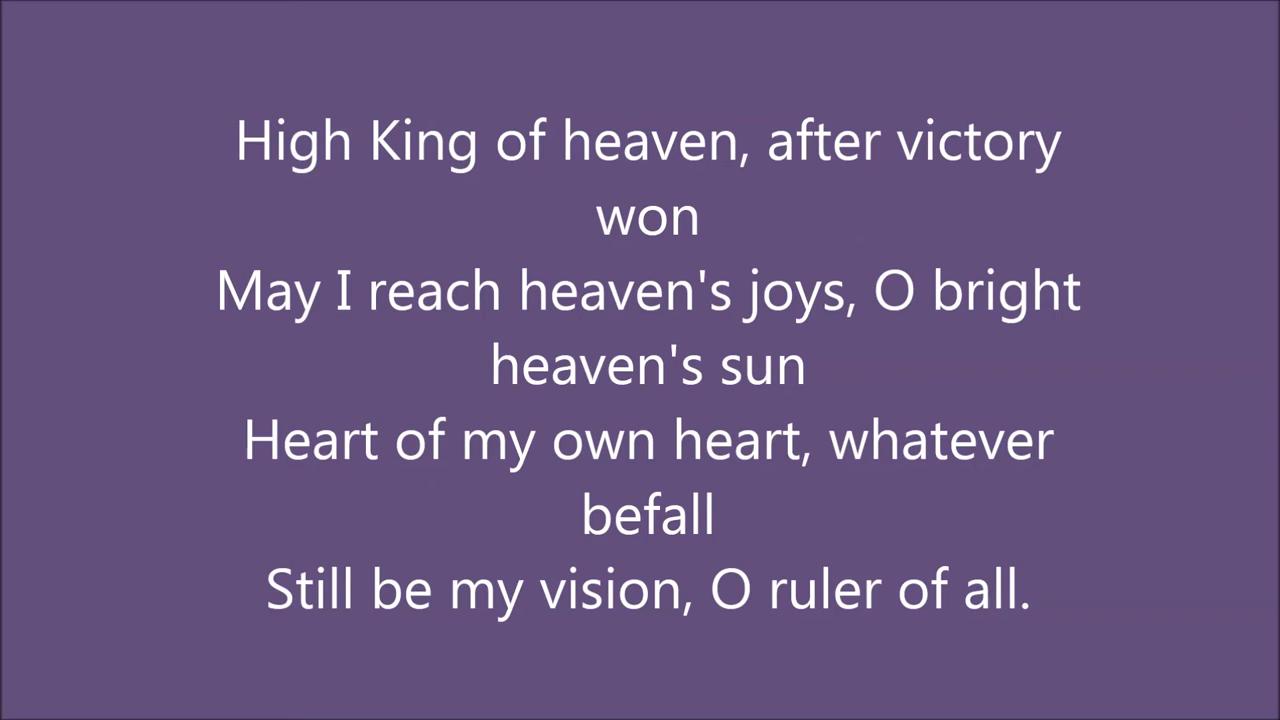 High King of heaven, after victory
won
May I reach heaven's joys, O bright
heaven's sun
Heart of my own heart, whatever
befall
Still be my vision, O ruler of all.